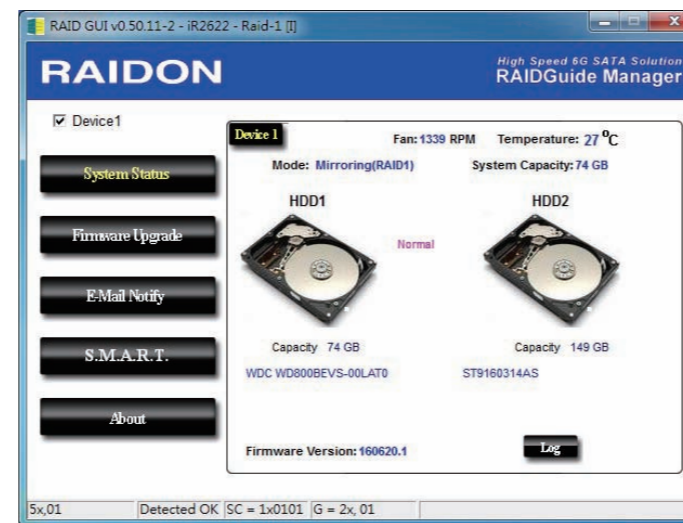 RAID GUI v0.50.11-2 - iR2622 - Raid-1 [I]
RAIDON
High Speed 6G SATA Solution
RAIDGuide Manager
Device1
System Status
Firmware Upgrade
E-Mail Notify
S.M.A.R.T.
About
Device 1
Fan: 1339 RPM
Temperature: 27 °C
Mode: Mirroring(RAID1)
System Capacity: 74 GB
HDD1
HDD2
Normal
Capacity 74 GB
Capacity 149 GB
WDC WD800BEVS-00LAT0
ST9160314AS
Firmware Version: 160620.1
Log
5x,01
Detected OK
SC = 1x0101
G = 2x, 01